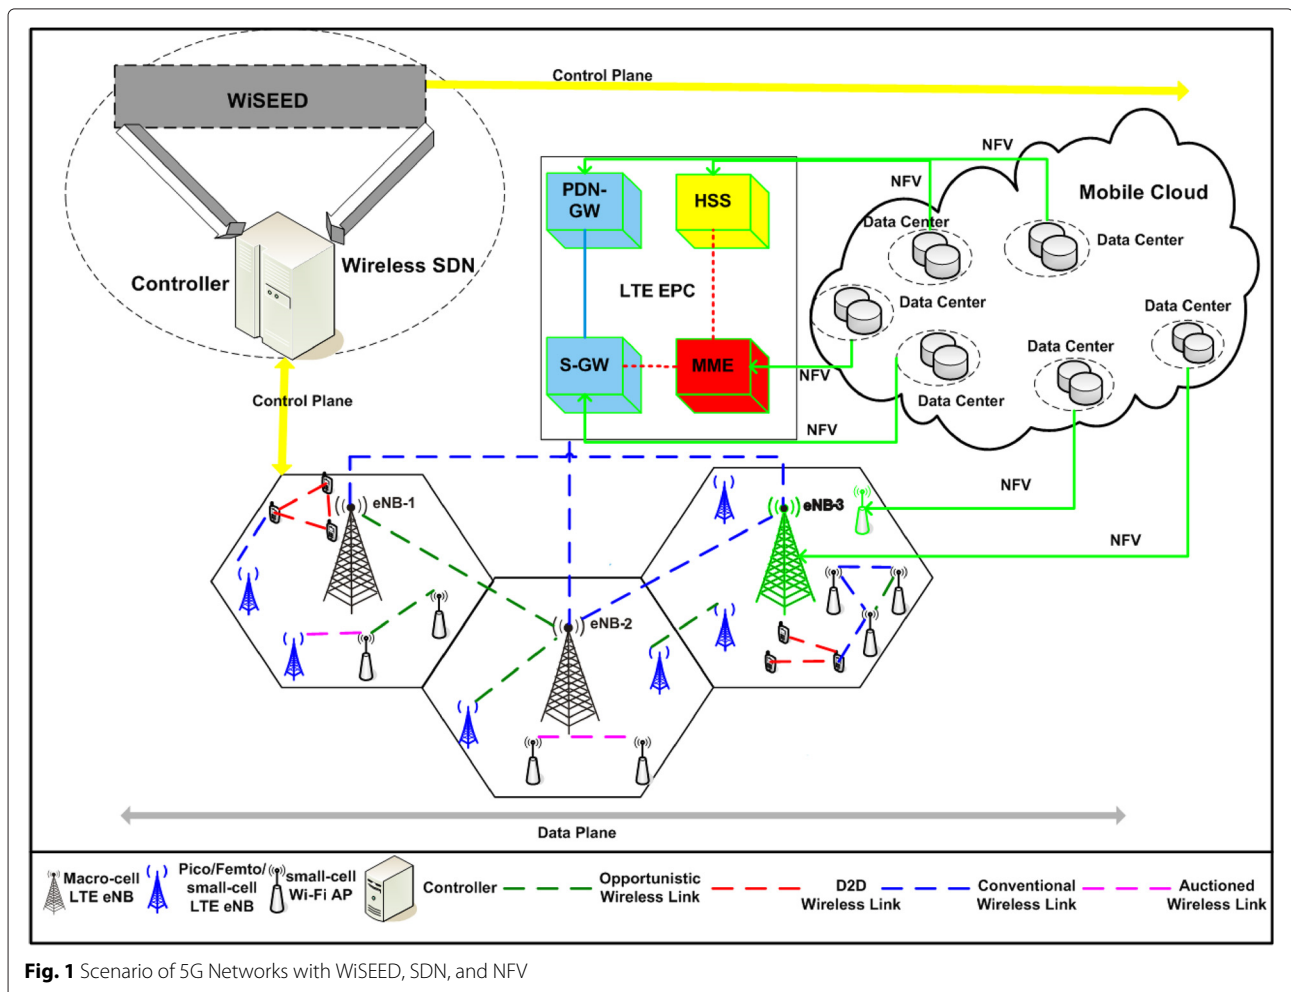 Control Plane
WiSEED
NFV
NFV
PDN-
GW
HSS
Mobile Cloud
Data Center
Data Center
Wireless SDN
Controller
LTE EPC
Data Center
Data Center
S-GW
MME
NFV
Data Center
Data Center
Control Plane
NFV
NFV
eNB-1
eNB-3
NFV
eNB-2
Data Plane
Macro-cell
LTE eNB
Pico/Femto/
small-cell
LTE eNB
small-cell
Wi-Fi AP
Controller
Opportunistic
Wireless Link
D2D
Wireless Link
Conventional
Wireless Link
Auctioned
Wireless Link
Fig. 1 Scenario of 5G Networks with WiSEED, SDN, and NFV